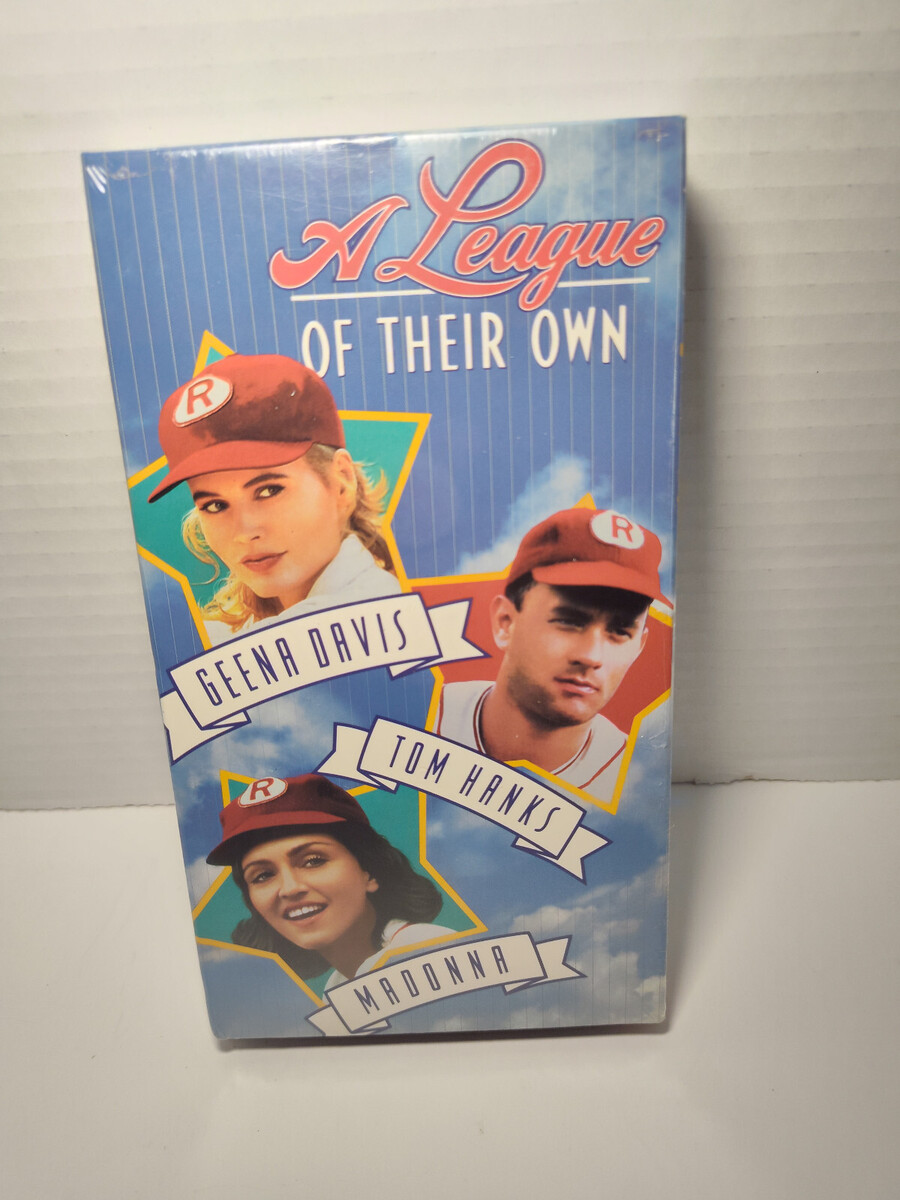 A League
OF THEIR OWN
R
GEENA DAVIS
R
TOM HANKS
R
MADONNA